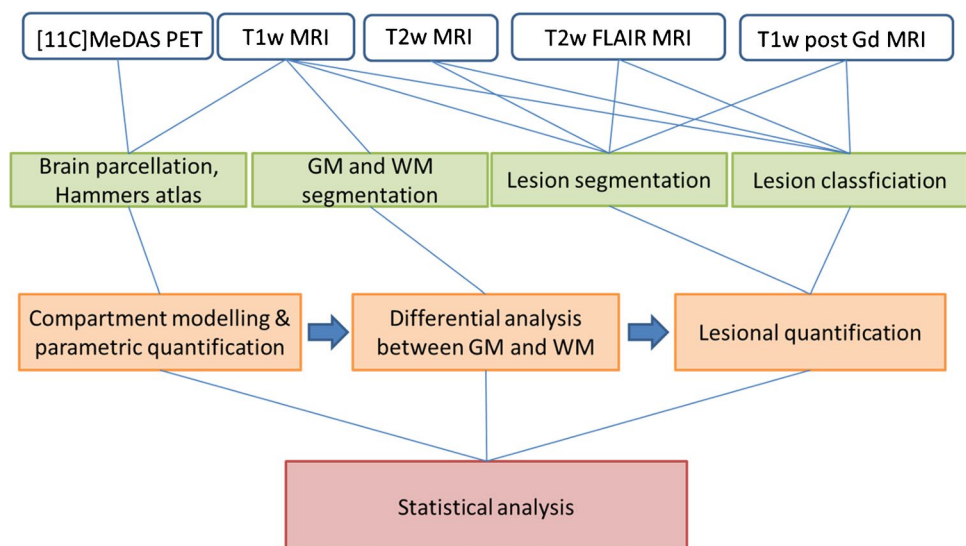 [11C]MeDAS PET
T1w MRI
T2w MRI
T2w FLAIR MRI
T1w post Gd MRI
Brain parcellation,
Hammers atlas
GM and WM
segmentation
Lesion segmentation
Lesion classficiation
Compartment modelling &
parametric quantification
Differential analysis
between GM and WM
Lesional quantification
Statistical analysis